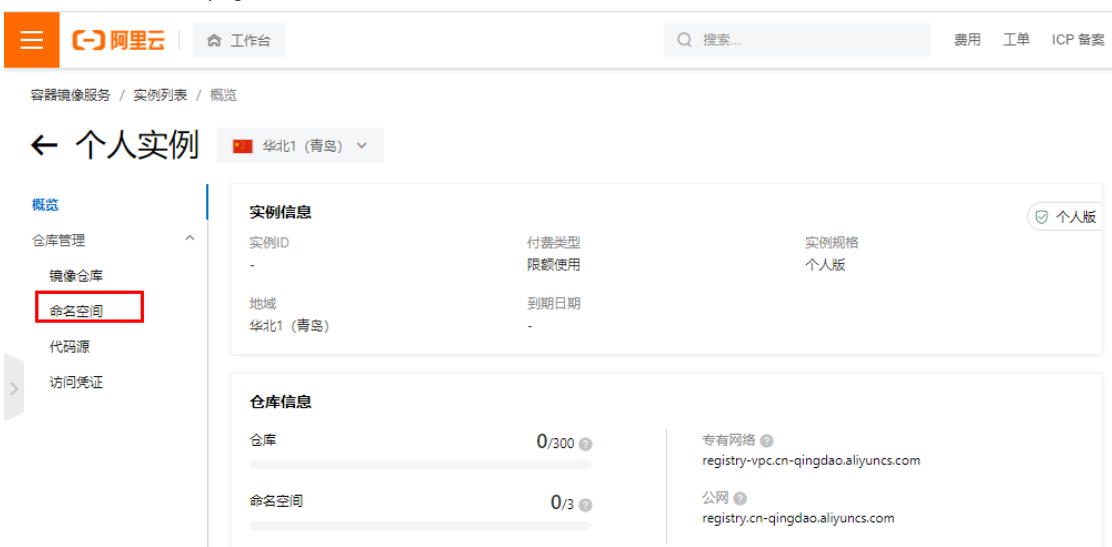 阿里云 工作台 搜索... 费用 工单 ICP 备案
容器镜像服务 / 实例列表 / 概览
个人实例 华北1（青岛）
概览
仓库管理
镜像仓库
命名空间
代码源
访问凭证
实例信息 个人版
实例ID 付费类型 实例规格
- 限额使用 个人版
地域 到期日期
华北1（青岛） -
仓库信息
仓库 0/300
专有网络
registry-vpc.cn-qingdao.aliyuncs.com
命名空间 0/3
公网
registry.cn-qingdao.aliyuncs.com